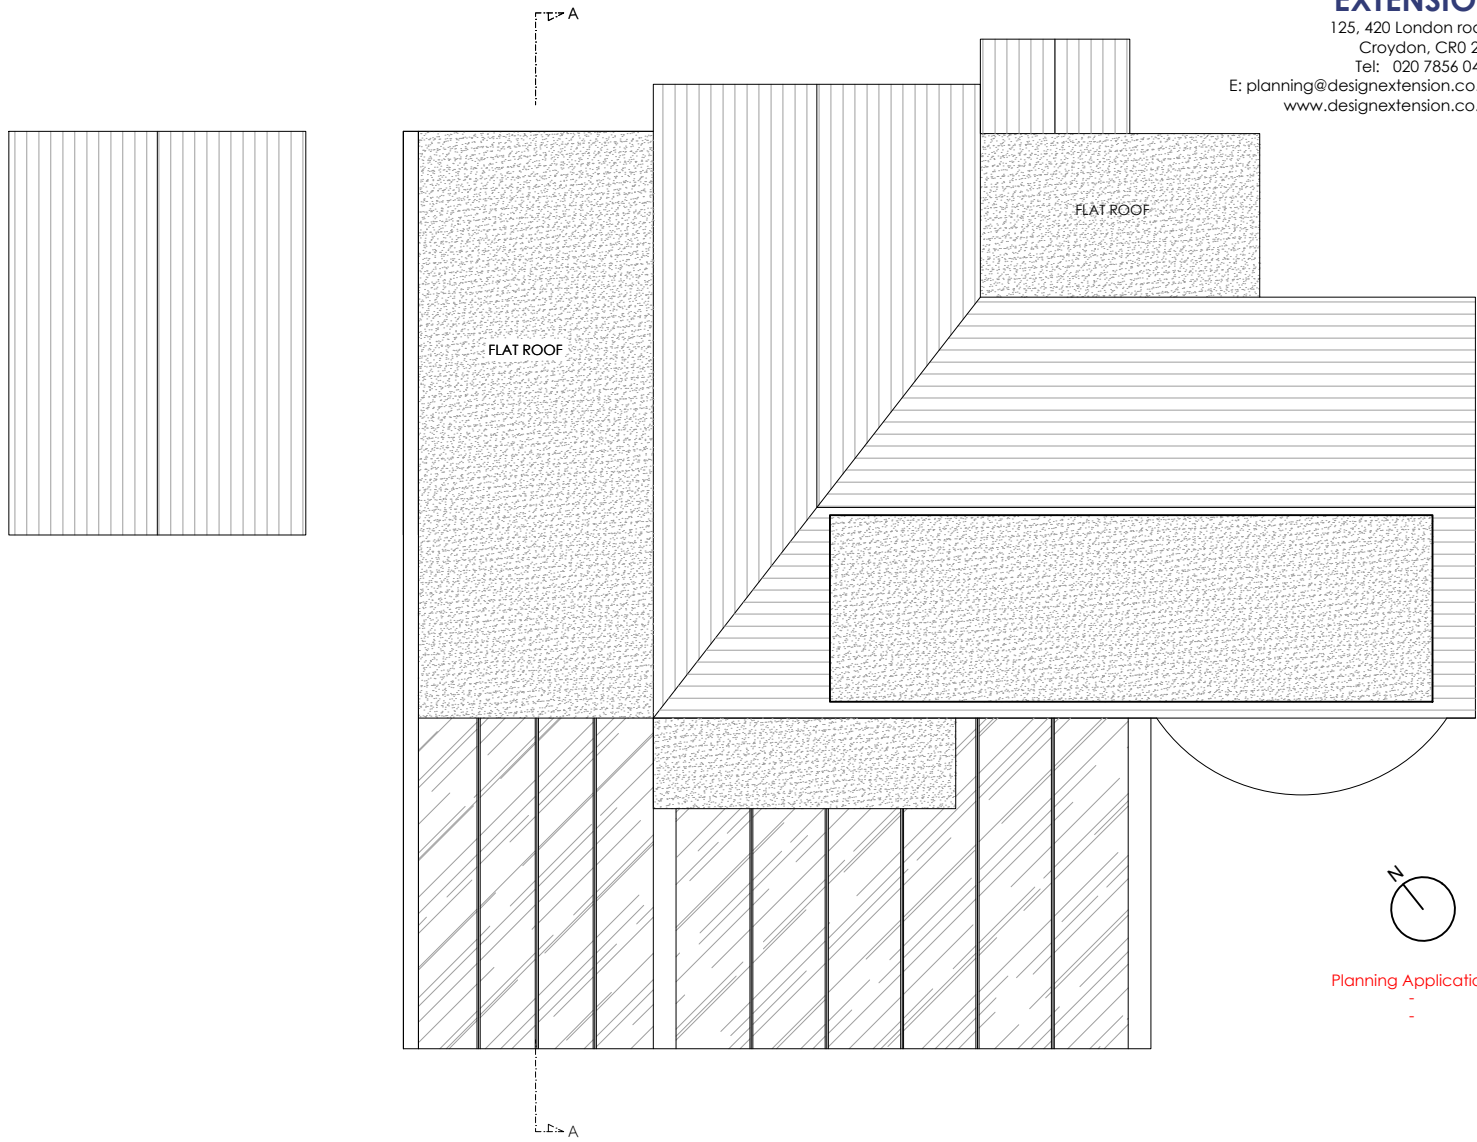 A
EXTENSIO
125, 420 London roa
Croydon, CR0 2
Tel: 020 7856 04
E: planning@designextension.co.
www.designextension.co.
FLAT ROOF
FLAT ROOF
N
Planning Applicatio
-
-
A